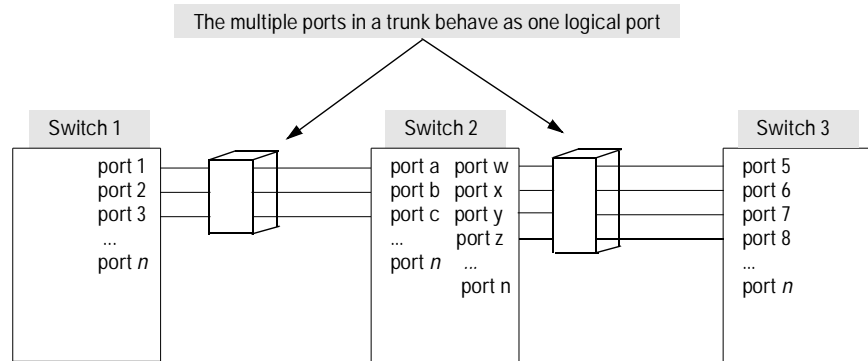 The multiple ports in a trunk behave as one logical port
Switch 1
Switch 2
Switch 3
port 1
port 2
port 3
...
port n
port a port w
port b port x
port c port y
... port z
port n ...
port n
port 5
port 6
port 7
port 8
...
port n